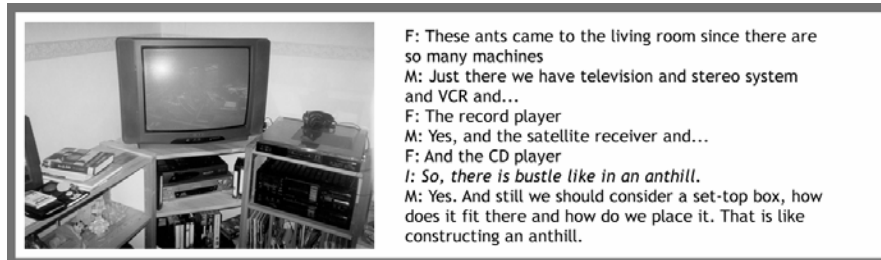 F: These ants came to the living room since there are
so many machines
M: Just there we have television and stereo system
and VCR and...
F: The record player
M: Yes, and the satellite receiver and...
F: And the CD player
I: So, there is bustle like in an anthill.
M: Yes. And still we should consider a set-top box, how
does it fit there and how do we place it. That is like
constructing an anthill.